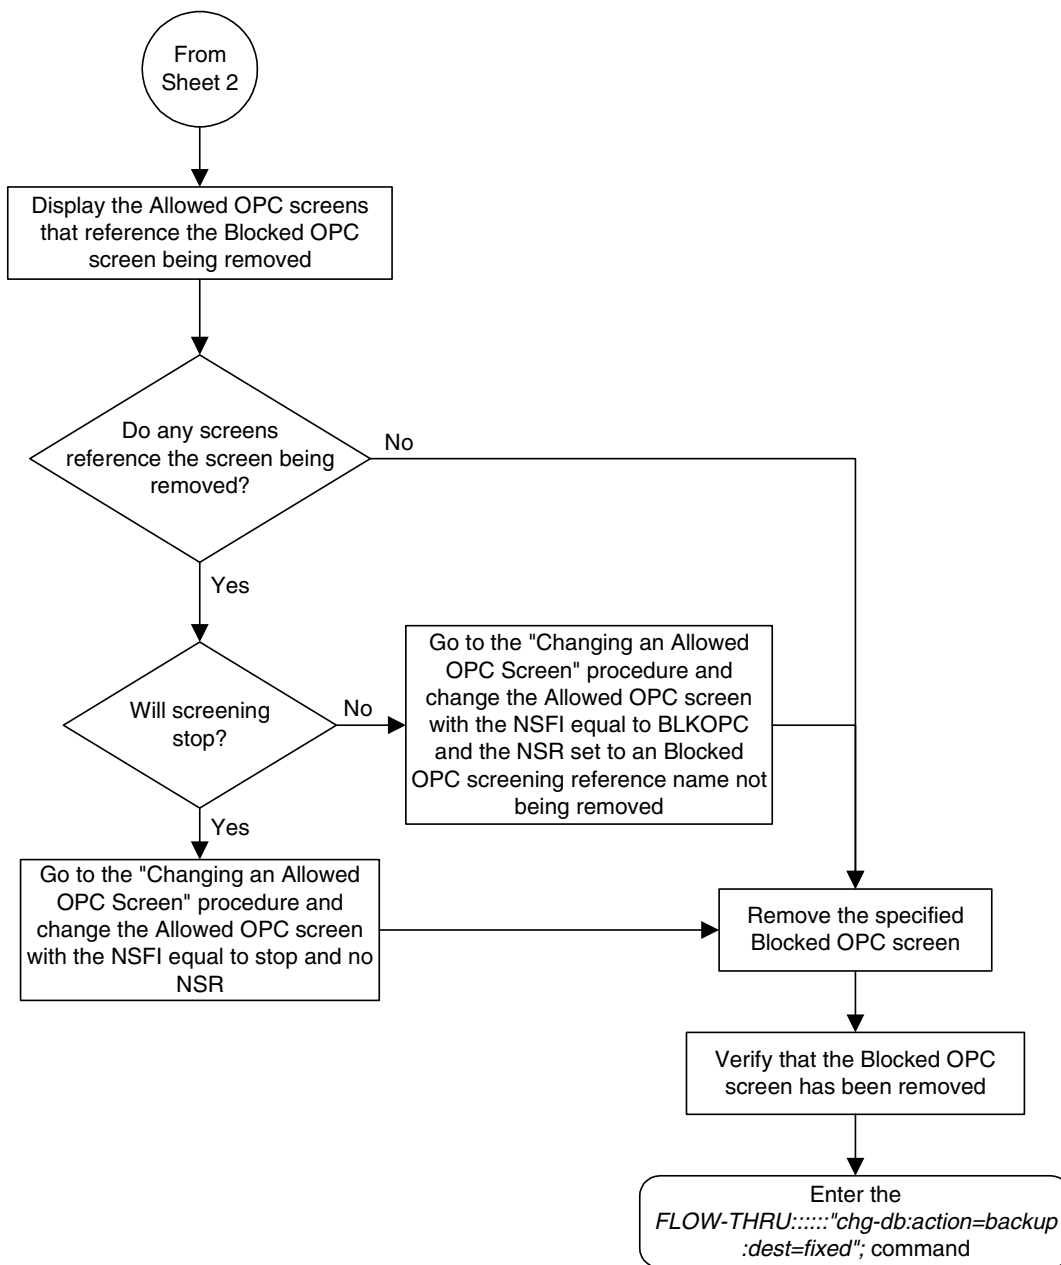 From
Sheet 2
Display the Allowed OPC screens
that reference the Blocked OPC
screen being removed
Do any screens
reference the screen being
removed?
No
Yes
Will screening
stop?
No
Go to the "Changing an Allowed
OPC Screen" procedure and
change the Allowed OPC screen
with the NSFI equal to BLKOPC
and the NSR set to an Blocked
OPC screening reference name not
being removed
Yes
Go to the "Changing an Allowed
OPC Screen" procedure and
change the Allowed OPC screen
with the NSFI equal to stop and no
NSR
Remove the specified
Blocked OPC screen
Verify that the Blocked OPC
screen has been removed
Enter the
FLOW-THRU::::::"chg-db:action=backup
:dest=fixed"; command